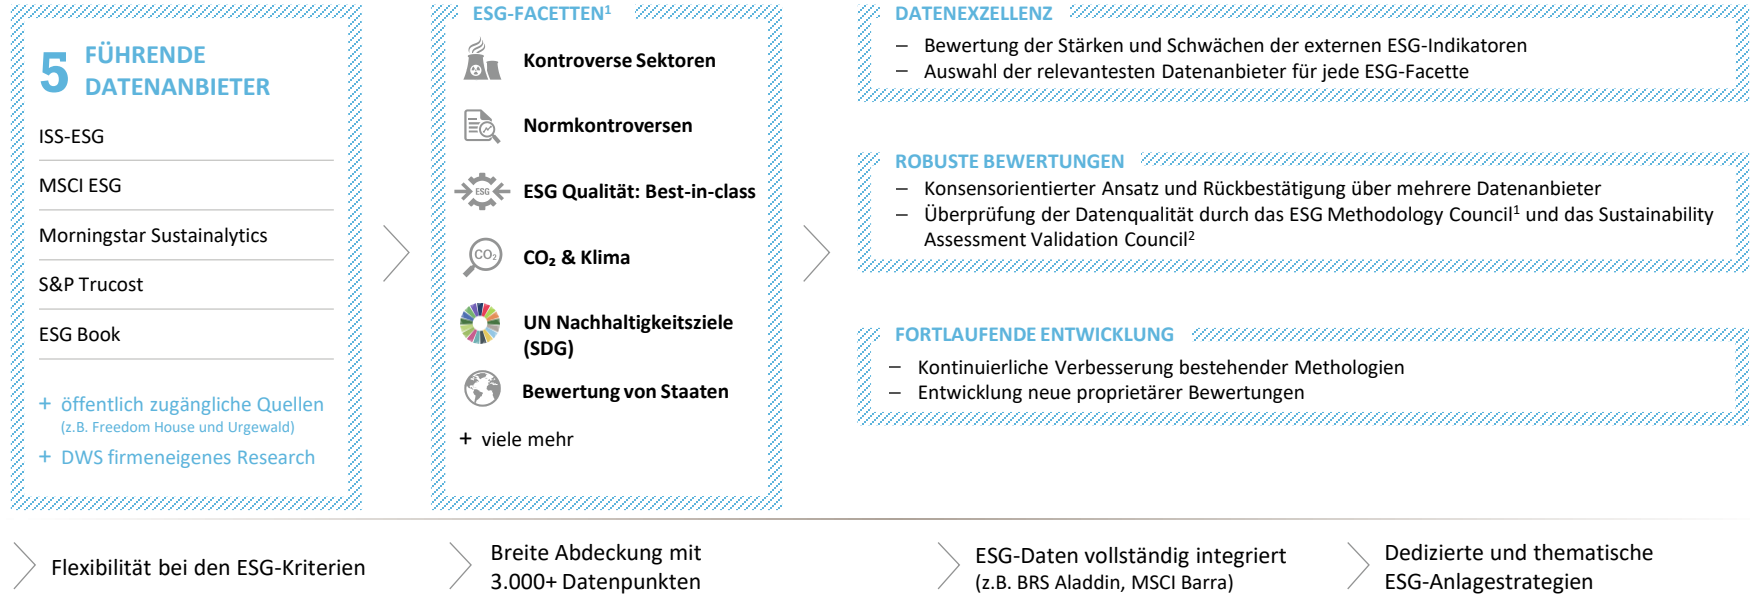 5 FÜHRENDE
DATENANBIETER
ISS-ESG
MSCI ESG
Morningstar Sustainalytics
S&P Trucost
ESG Book
+ öffentlich zugängliche Quellen
(z.B. Freedom House und Urgewald)
+ DWS firmeneigenes Research
ESG-FACETTEN¹
Kontroverse Sektoren
Normkontroversen
ESG
ESG Qualität: Best-in-class
CO₂
CO₂ & Klima
UN Nachhaltigkeitsziele
(SDG)
Bewertung von Staaten
+ viele mehr
DATENEXZELLENZ
– Bewertung der Stärken und Schwächen der externen ESG-Indikatoren
– Auswahl der relevantesten Datenanbieter für jede ESG-Facette
ROBUSTE BEWERTUNGEN
– Konsensorientierter Ansatz und Rückbestätigung über mehrere Datenanbieter
– Überprüfung der Datenqualität durch das ESG Methodology Council¹ und das Sustainability
Assessment Validation Council²
FORTLAUFENDE ENTWICKLUNG
– Kontinuierliche Verbesserung bestehender Methologien
– Entwicklung neue proprietärer Bewertungen
Flexibilität bei den ESG-Kriterien
Breite Abdeckung mit
3.000+ Datenpunkten
ESG-Daten vollständig integriert
(z.B. BRS Aladdin, MSCI Barra)
Dedizierte und thematische
ESG-Anlagestrategien